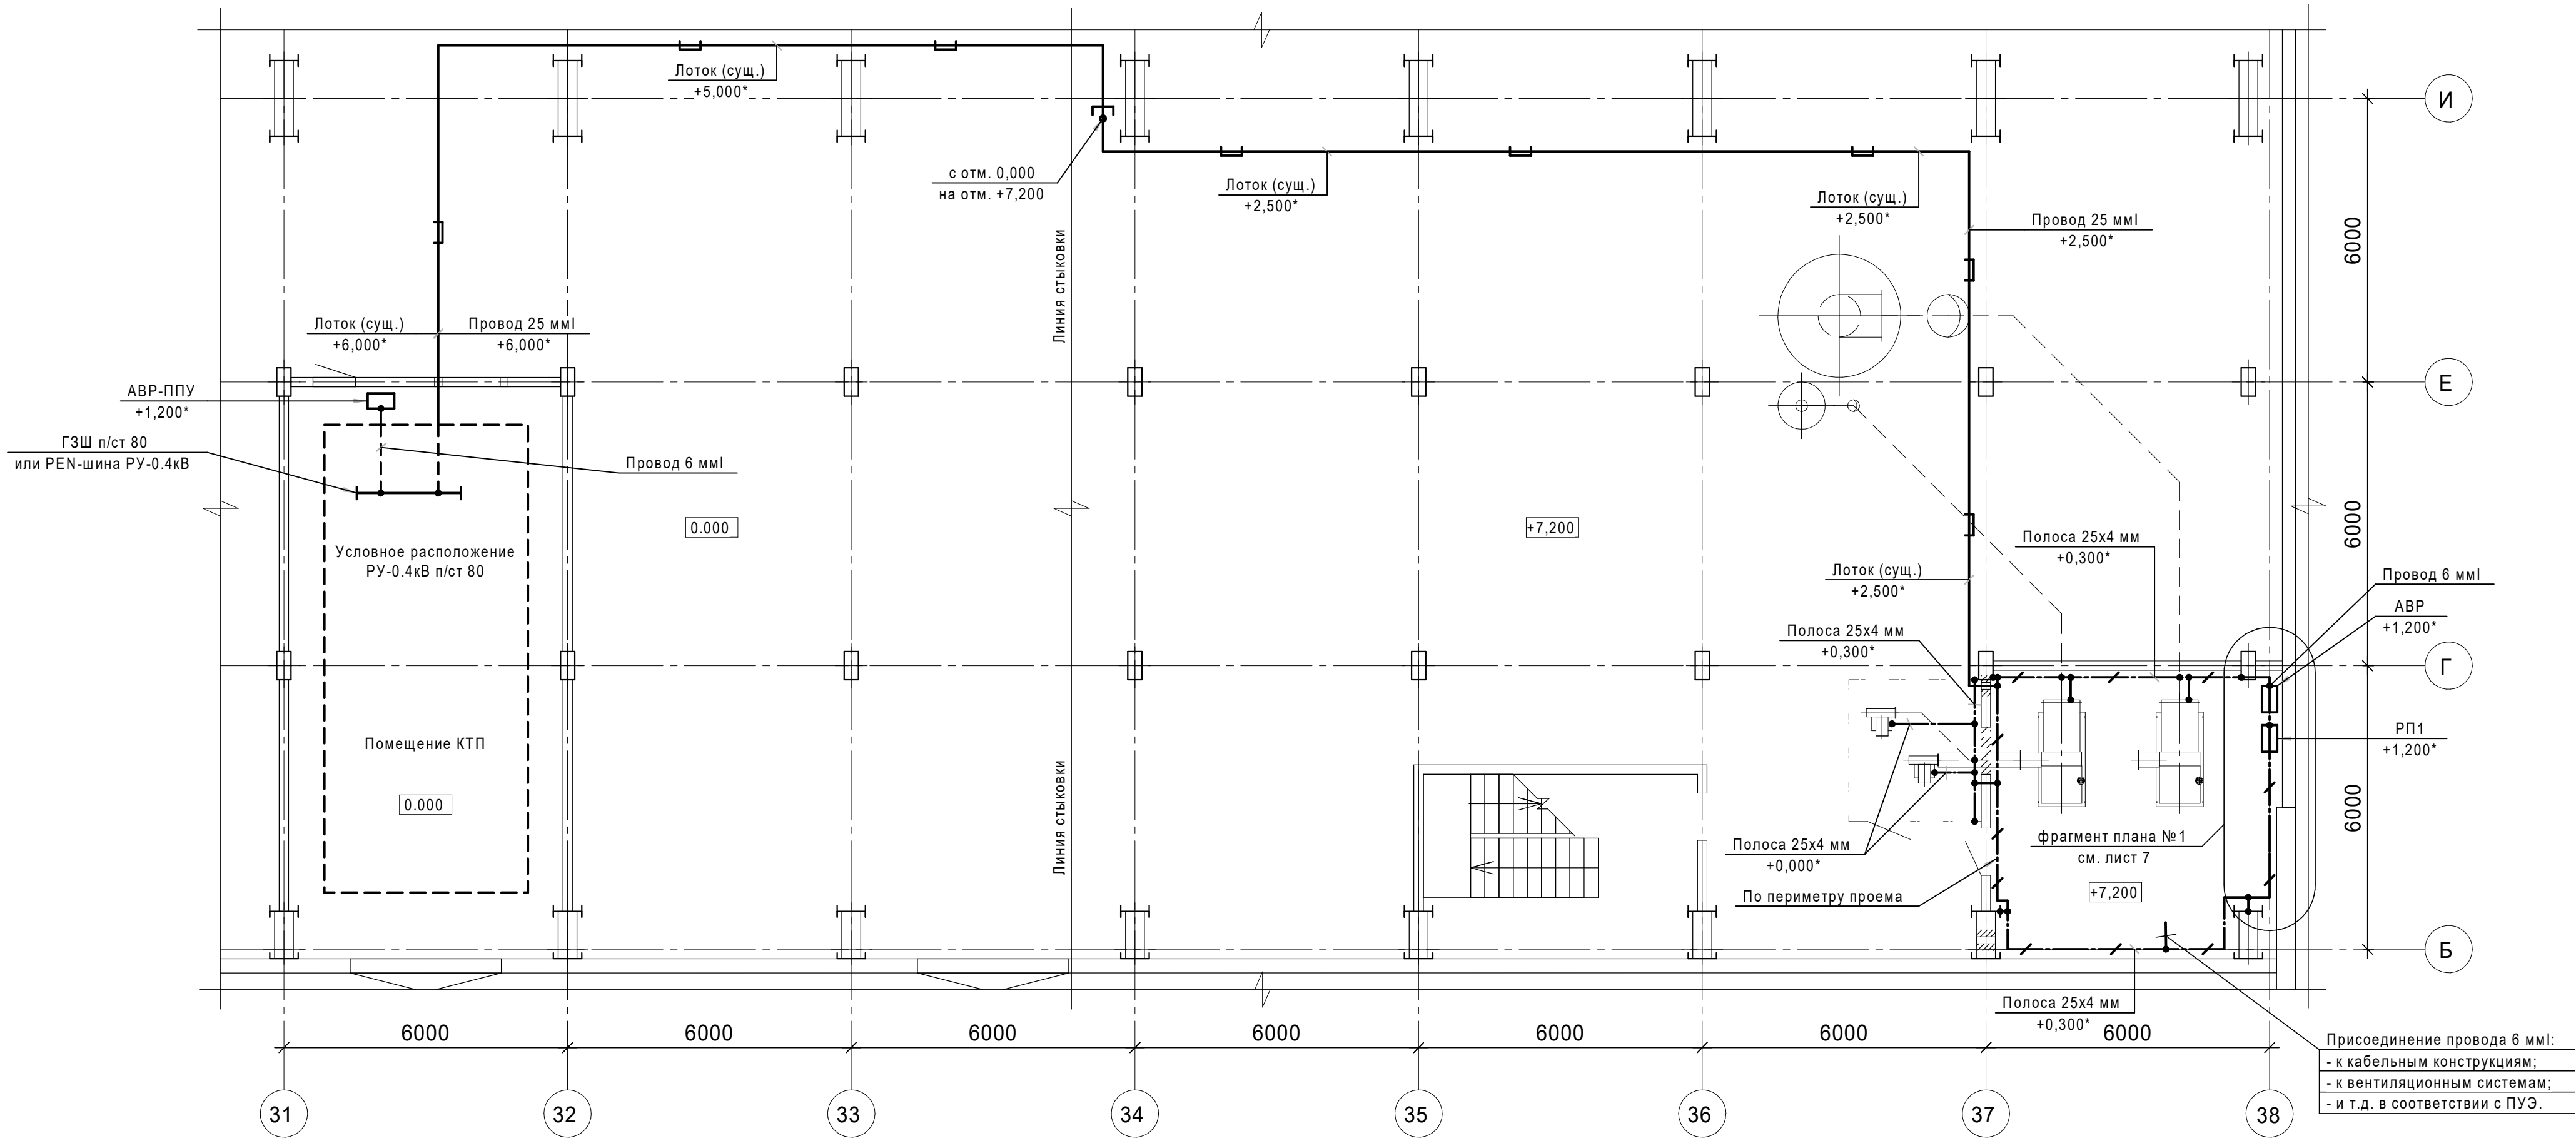 Лоток (сущ.)
+5,000*
И
с отм. 0,000
на отм. +7,200
Лоток (сущ.)
+2,500*
Лоток (сущ.)
+2,500*
Провод 25 ммІ
+2,500*
6000
Линия стыковки
Лоток (сущ.)
+6,000*
Провод 25 ммІ
+6,000*
АВР-ППУ
+1,200*
Е
ГЗШ п/ст 80
или PEN-шина РУ-0.4кВ
Провод 6 ммІ
0.000
+7,200
6000
Условное расположение
РУ-0.4кВ п/ст 80
Полоса 25х4 мм
+0,300*
Лоток (сущ.)
+2,500*
Провод 6 ммІ
АВР
+1,200*
Полоса 25х4 мм
+0,300*
Г
Помещение КТП
0.000
РП1
+1,200*
Линия стыковки
6000
Полоса 25х4 мм
+0,000*
фрагмент плана №1
см. лист 7
По периметру проема
+7,200
Б
Полоса 25х4 мм
+0,300*
6000
6000
6000
6000
6000
6000
6000
Присоединение провода 6 ммІ:
- к кабельным конструкциям;
- к вентиляционным системам;
- и т.д. в соответствии с ПУЭ.
31
32
33
34
35
36
37
38